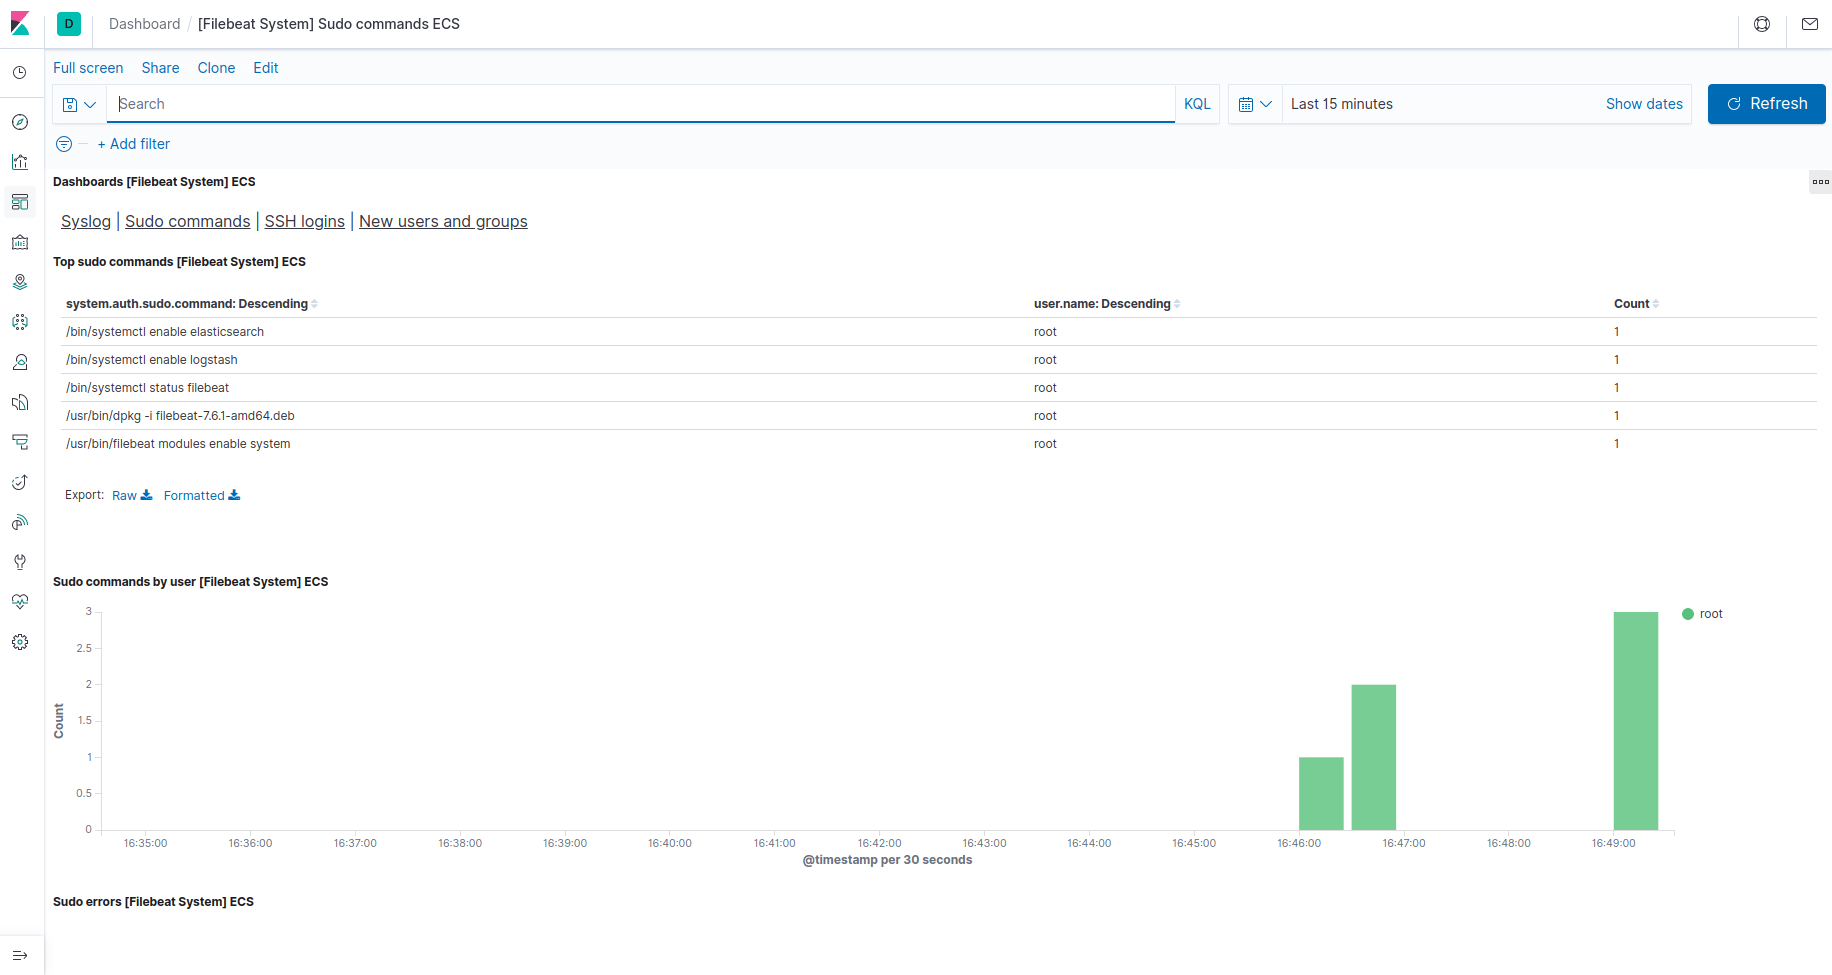 D Dashboard / [Filebeat System] Sudo commands ECS
Full screen Share Clone Edit
Search KQL Last 15 minutes Show dates Refresh
+ Add filter
Dashboards [Filebeat System] ECS
Syslog | Sudo commands | SSH logins | New users and groups
Top sudo commands [Filebeat System] ECS
system.auth.sudo.command: Descending user.name: Descending Count
/bin/systemctl enable elasticsearch root 1
/bin/systemctl enable logstash root 1
/bin/systemctl status filebeat root 1
/usr/bin/dpkg -i filebeat-7.6.1-amd64.deb root 1
/usr/bin/filebeat modules enable system root 1
Export: Raw Formatted
Sudo commands by user [Filebeat System] ECS
3
2.5
2
1.5
1
0.5
0
Count
root
16:35:00 16:36:00 16:37:00 16:38:00 16:39:00 16:40:00 16:41:00 16:42:00 16:43:00 16:44:00 16:45:00 16:46:00 16:47:00 16:48:00 16:49:00
@timestamp per 30 seconds
Sudo errors [Filebeat System] ECS